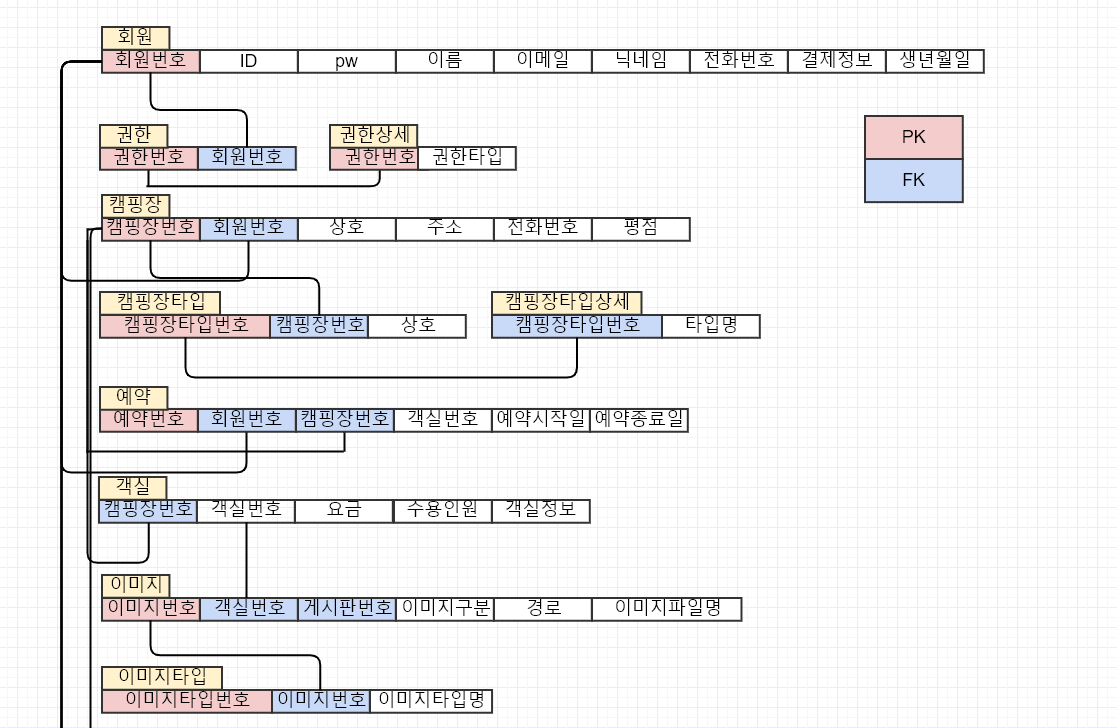 회원
회원번호 ID pw 이름 이메일 닉네임 전화번호 결제정보 생년월일
PK
FK
권한 권한상세
권한번호 회원번호 권한번호 권한타입
캠핑장
캠핑장번호 회원번호 상호 주소 전화번호 평점
캠핑장타입 캠핑장타입상세
캠핑장타입번호 캠핑장번호 상호 캠핑장타입번호 타입명
예약
예약번호 회원번호 캠핑장번호 객실번호 예약시작일 예약종료일
객실
캠핑장번호 객실번호 요금 수용인원 객실정보
이미지
이미지번호 객실번호 게시판번호 이미지구분 경로 이미지파일명
이미지타입
이미지타입번호 이미지번호 이미지타입명